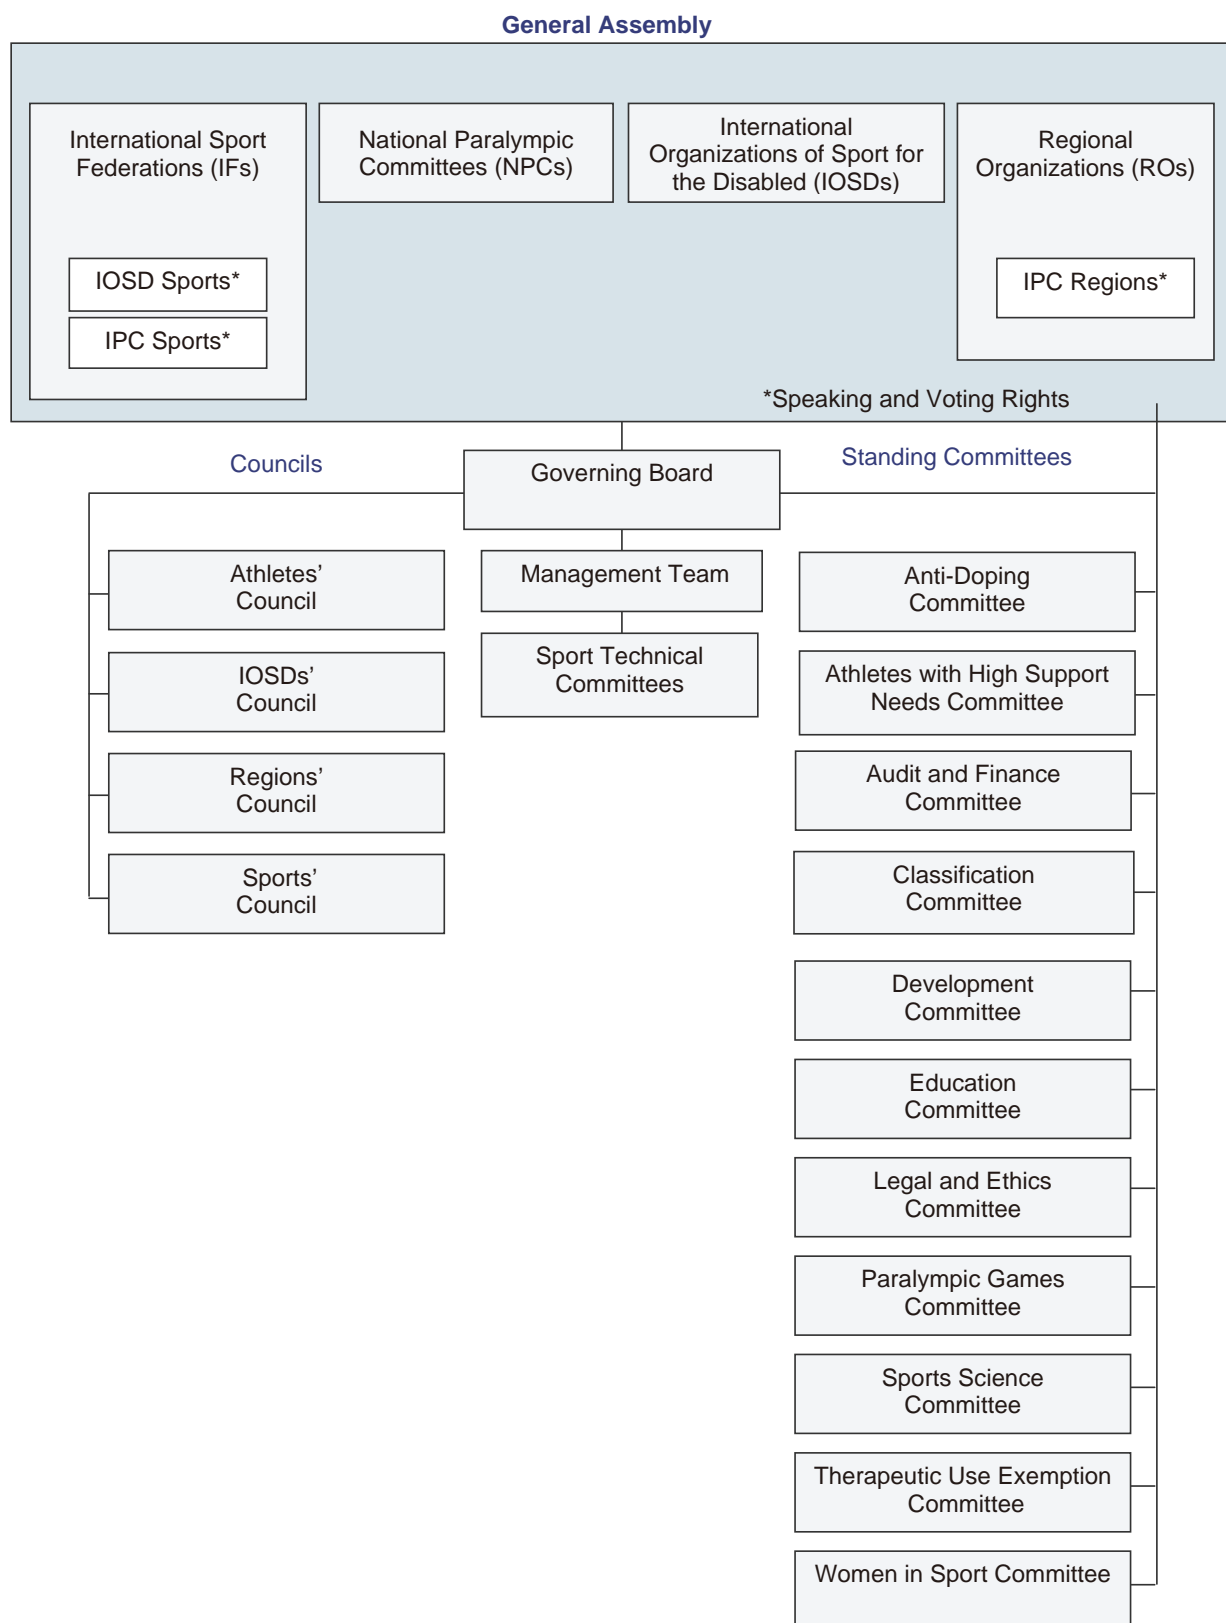 General Assembly
International Sport
Federations (IFs)
National Paralympic
Committees (NPCs)
International
Organizations of Sport for
the Disabled (IOSDs)
Regional
Organizations (ROs)
IOSD Sports*
IPC Sports*
IPC Regions*
*Speaking and Voting Rights
Councils
Governing Board
Standing Committees
Athletes’
Council
IOSDs’
Council
Regions’
Council
Sports’
Council
Management Team
Sport Technical
Committees
Anti-Doping
Committee
Athletes with High Support
Needs Committee
Audit and Finance
Committee
Classification
Committee
Development
Committee
Education
Committee
Legal and Ethics
Committee
Paralympic Games
Committee
Sports Science
Committee
Therapeutic Use Exemption
Committee
Women in Sport Committee